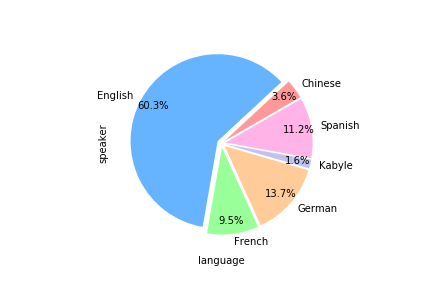 Chinese
3.6%
English
60.3%
Spanish
11.2%
speaker
Kabyle
1.6%
German
13.7%
French
9.5%
language